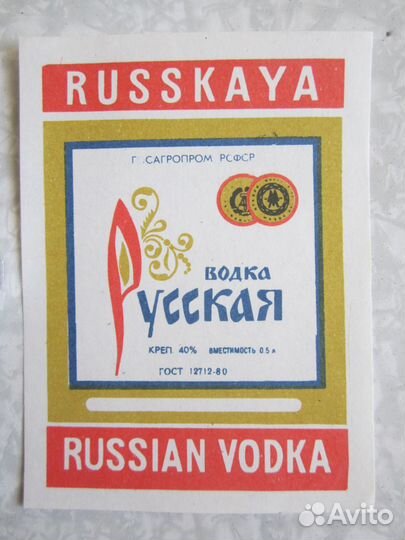 RUSSKAYA
Г.САГРОПРОМ РСФСР
ВОДКА
Русская
КРЕП. 40% ВМЕСТИМОСТЬ 0.5 л
ГОСТ 12712-80
RUSSIAN VODKA
Avito